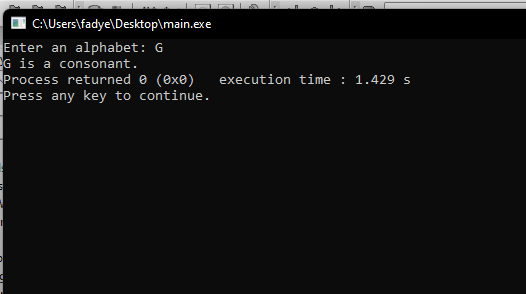 C:\Users\fadye\Desktop\main.exe
Enter an alphabet: G
G is a consonant.
Process returned 0 (0x0)   execution time : 1.429 s
Press any key to continue.